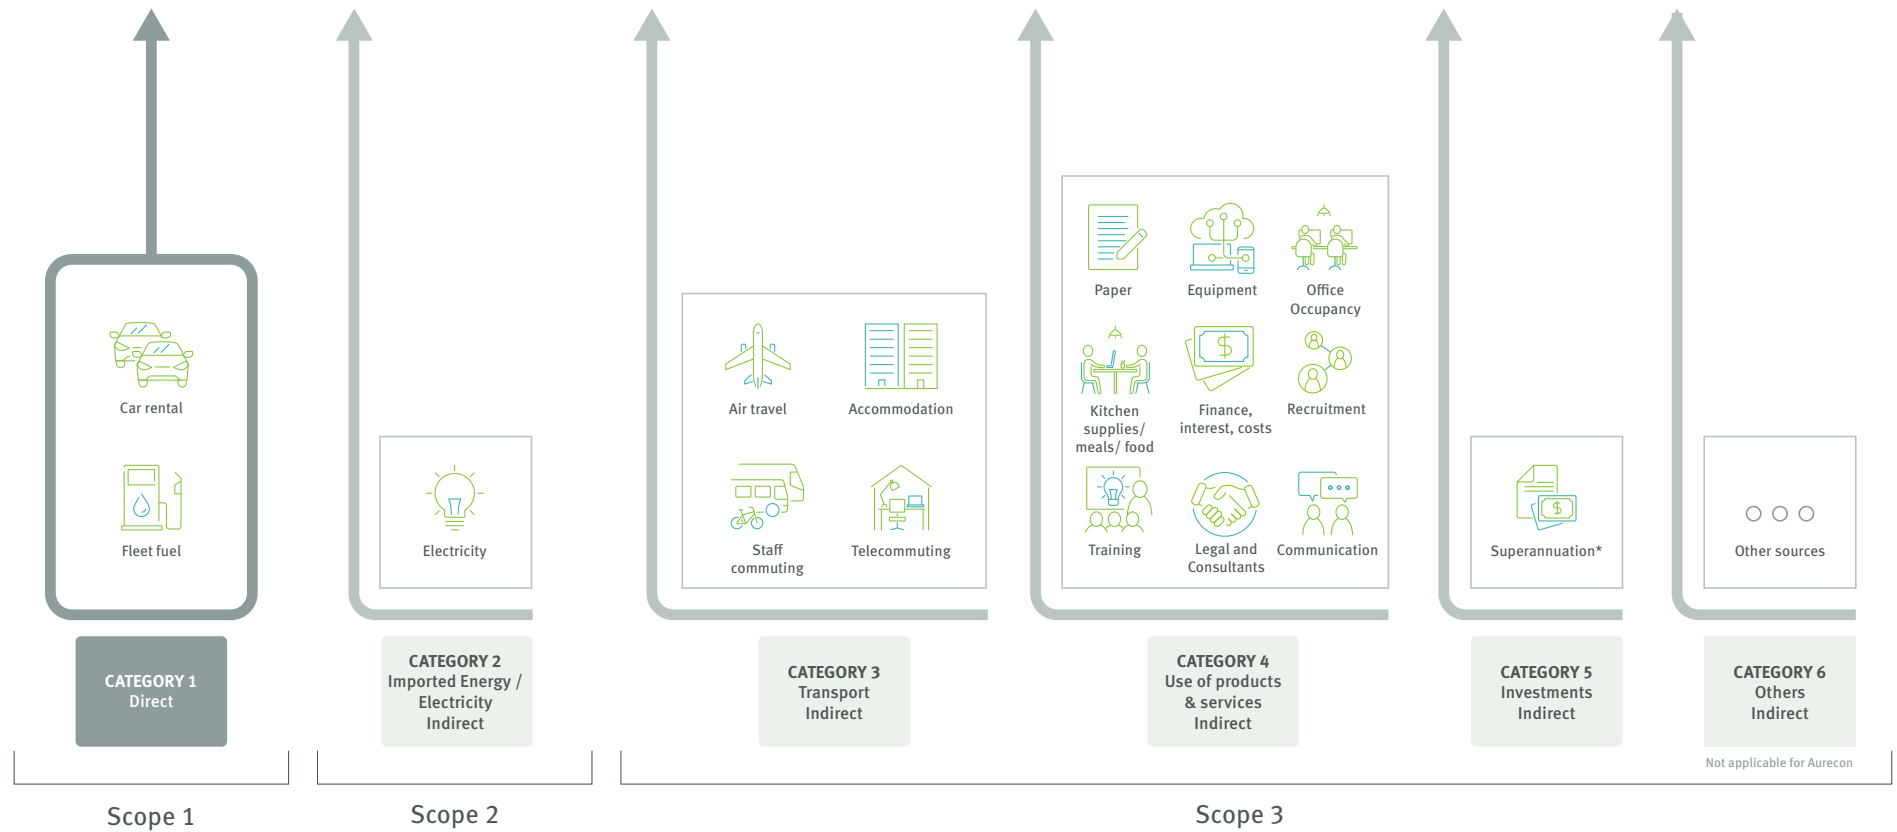 Car rental
Fleet fuel
CATEGORY 1
Direct
Scope 1
Electricity
CATEGORY 2
Imported Energy /
Electricity
Indirect
Scope 2
Air travel
Accommodation
Staff
commuting
Telecommuting
CATEGORY 3
Transport
Indirect
Paper
Equipment
Office
Occupancy
Kitchen
supplies/
meals/ food
Finance,
interest, costs
Recruitment
Training
Legal and
Consultants
Communication
CATEGORY 4
Use of products
& services
Indirect
Superannuation*
CATEGORY 5
Investments
Indirect
Other sources
CATEGORY 6
Others
Indirect
Not applicable for Aurecon
Scope 3